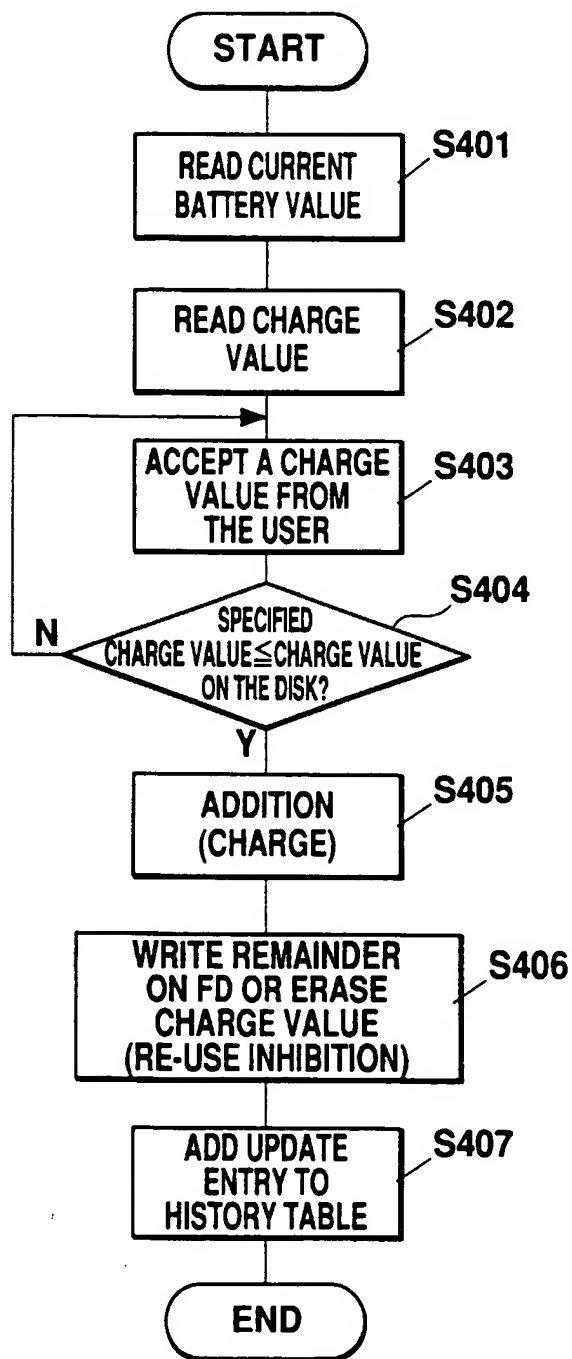 START
S401
READ CURRENT
BATTERY VALUE
S402
READ CHARGE
VALUE
S403
ACCEPT A CHARGE
VALUE FROM
THE USER
S404
N
SPECIFIED
CHARGE VALUE≦CHARGE VALUE
ON THE DISK?
Y
S405
ADDITION
(CHARGE)
S406
WRITE REMAINDER
ON FD OR ERASE
CHARGE VALUE
(RE-USE INHIBITION)
S407
ADD UPDATE
ENTRY TO
HISTORY TABLE
END